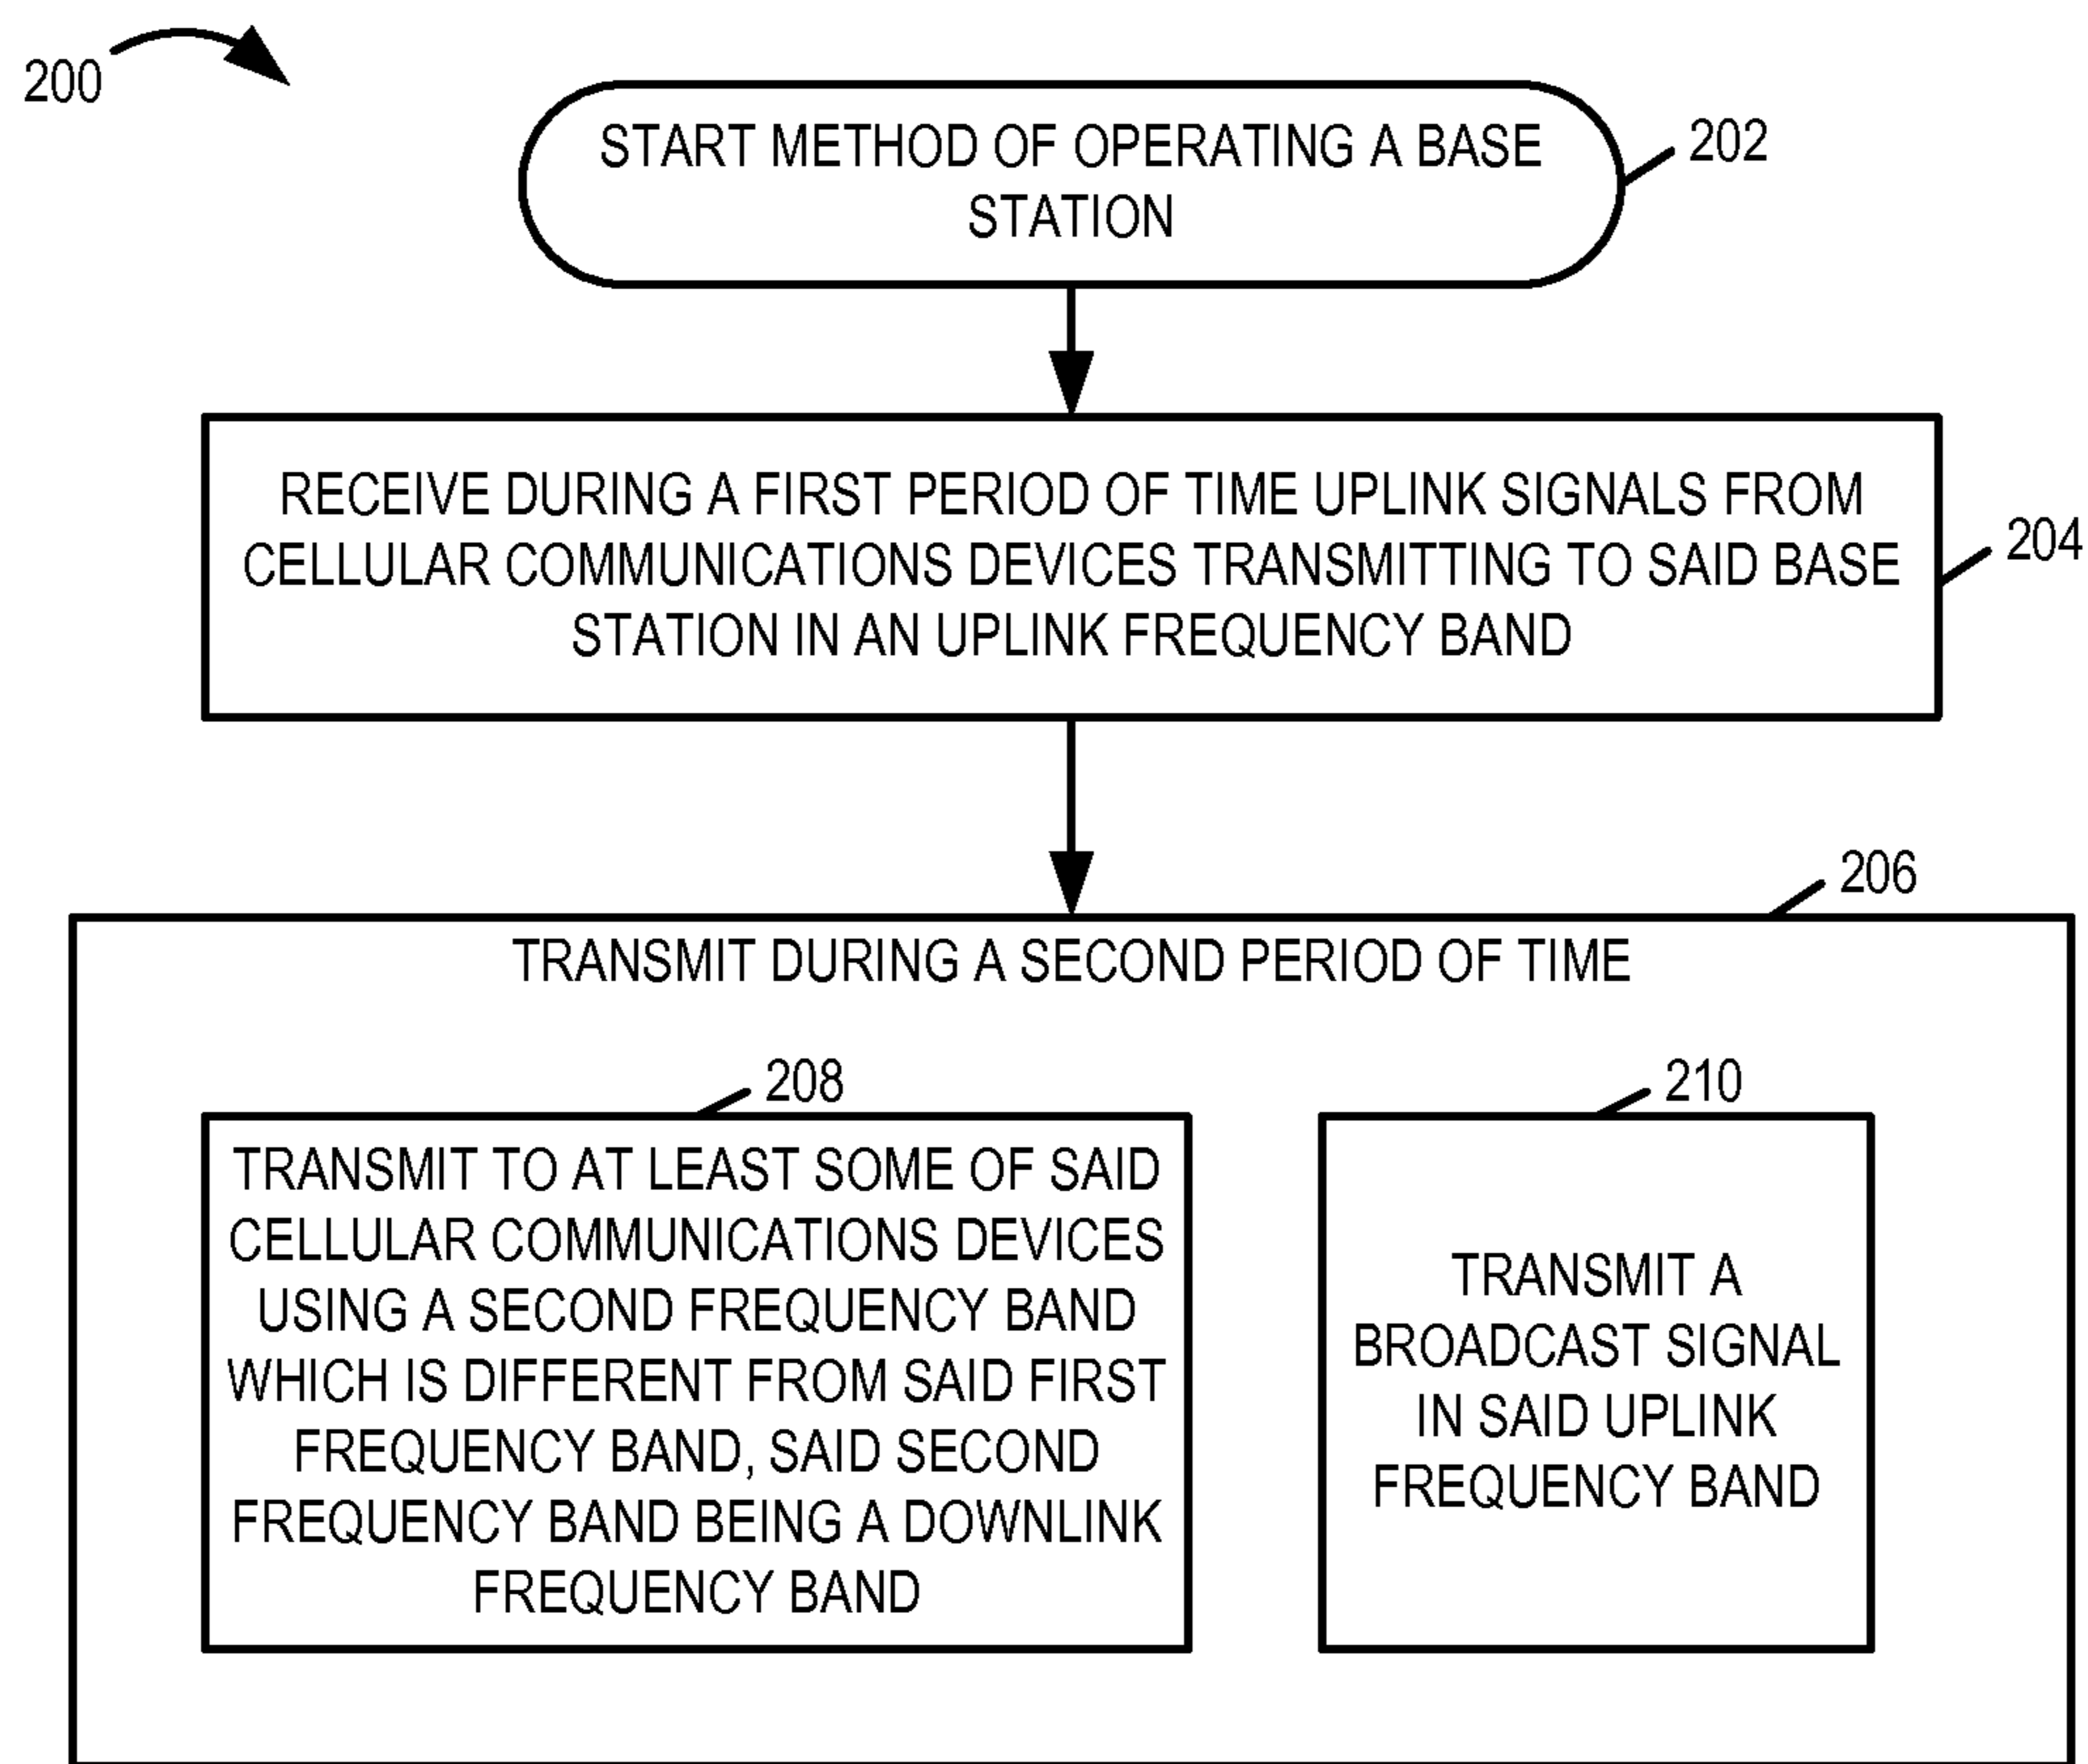 200
START METHOD OF OPERATING A BASE
STATION
202
RECEIVE DURING A FIRST PERIOD OF TIME UPLINK SIGNALS FROM
CELLULAR COMMUNICATIONS DEVICES TRANSMITTING TO SAID BASE
STATION IN AN UPLINK FREQUENCY BAND
204
206
TRANSMIT DURING A SECOND PERIOD OF TIME
208
TRANSMIT TO AT LEAST SOME OF SAID
CELLULAR COMMUNICATIONS DEVICES
USING A SECOND FREQUENCY BAND
WHICH IS DIFFERENT FROM SAID FIRST
FREQUENCY BAND, SAID SECOND
FREQUENCY BAND BEING A DOWNLINK
FREQUENCY BAND
210
TRANSMIT A
BROADCAST SIGNAL
IN SAID UPLINK
FREQUENCY BAND